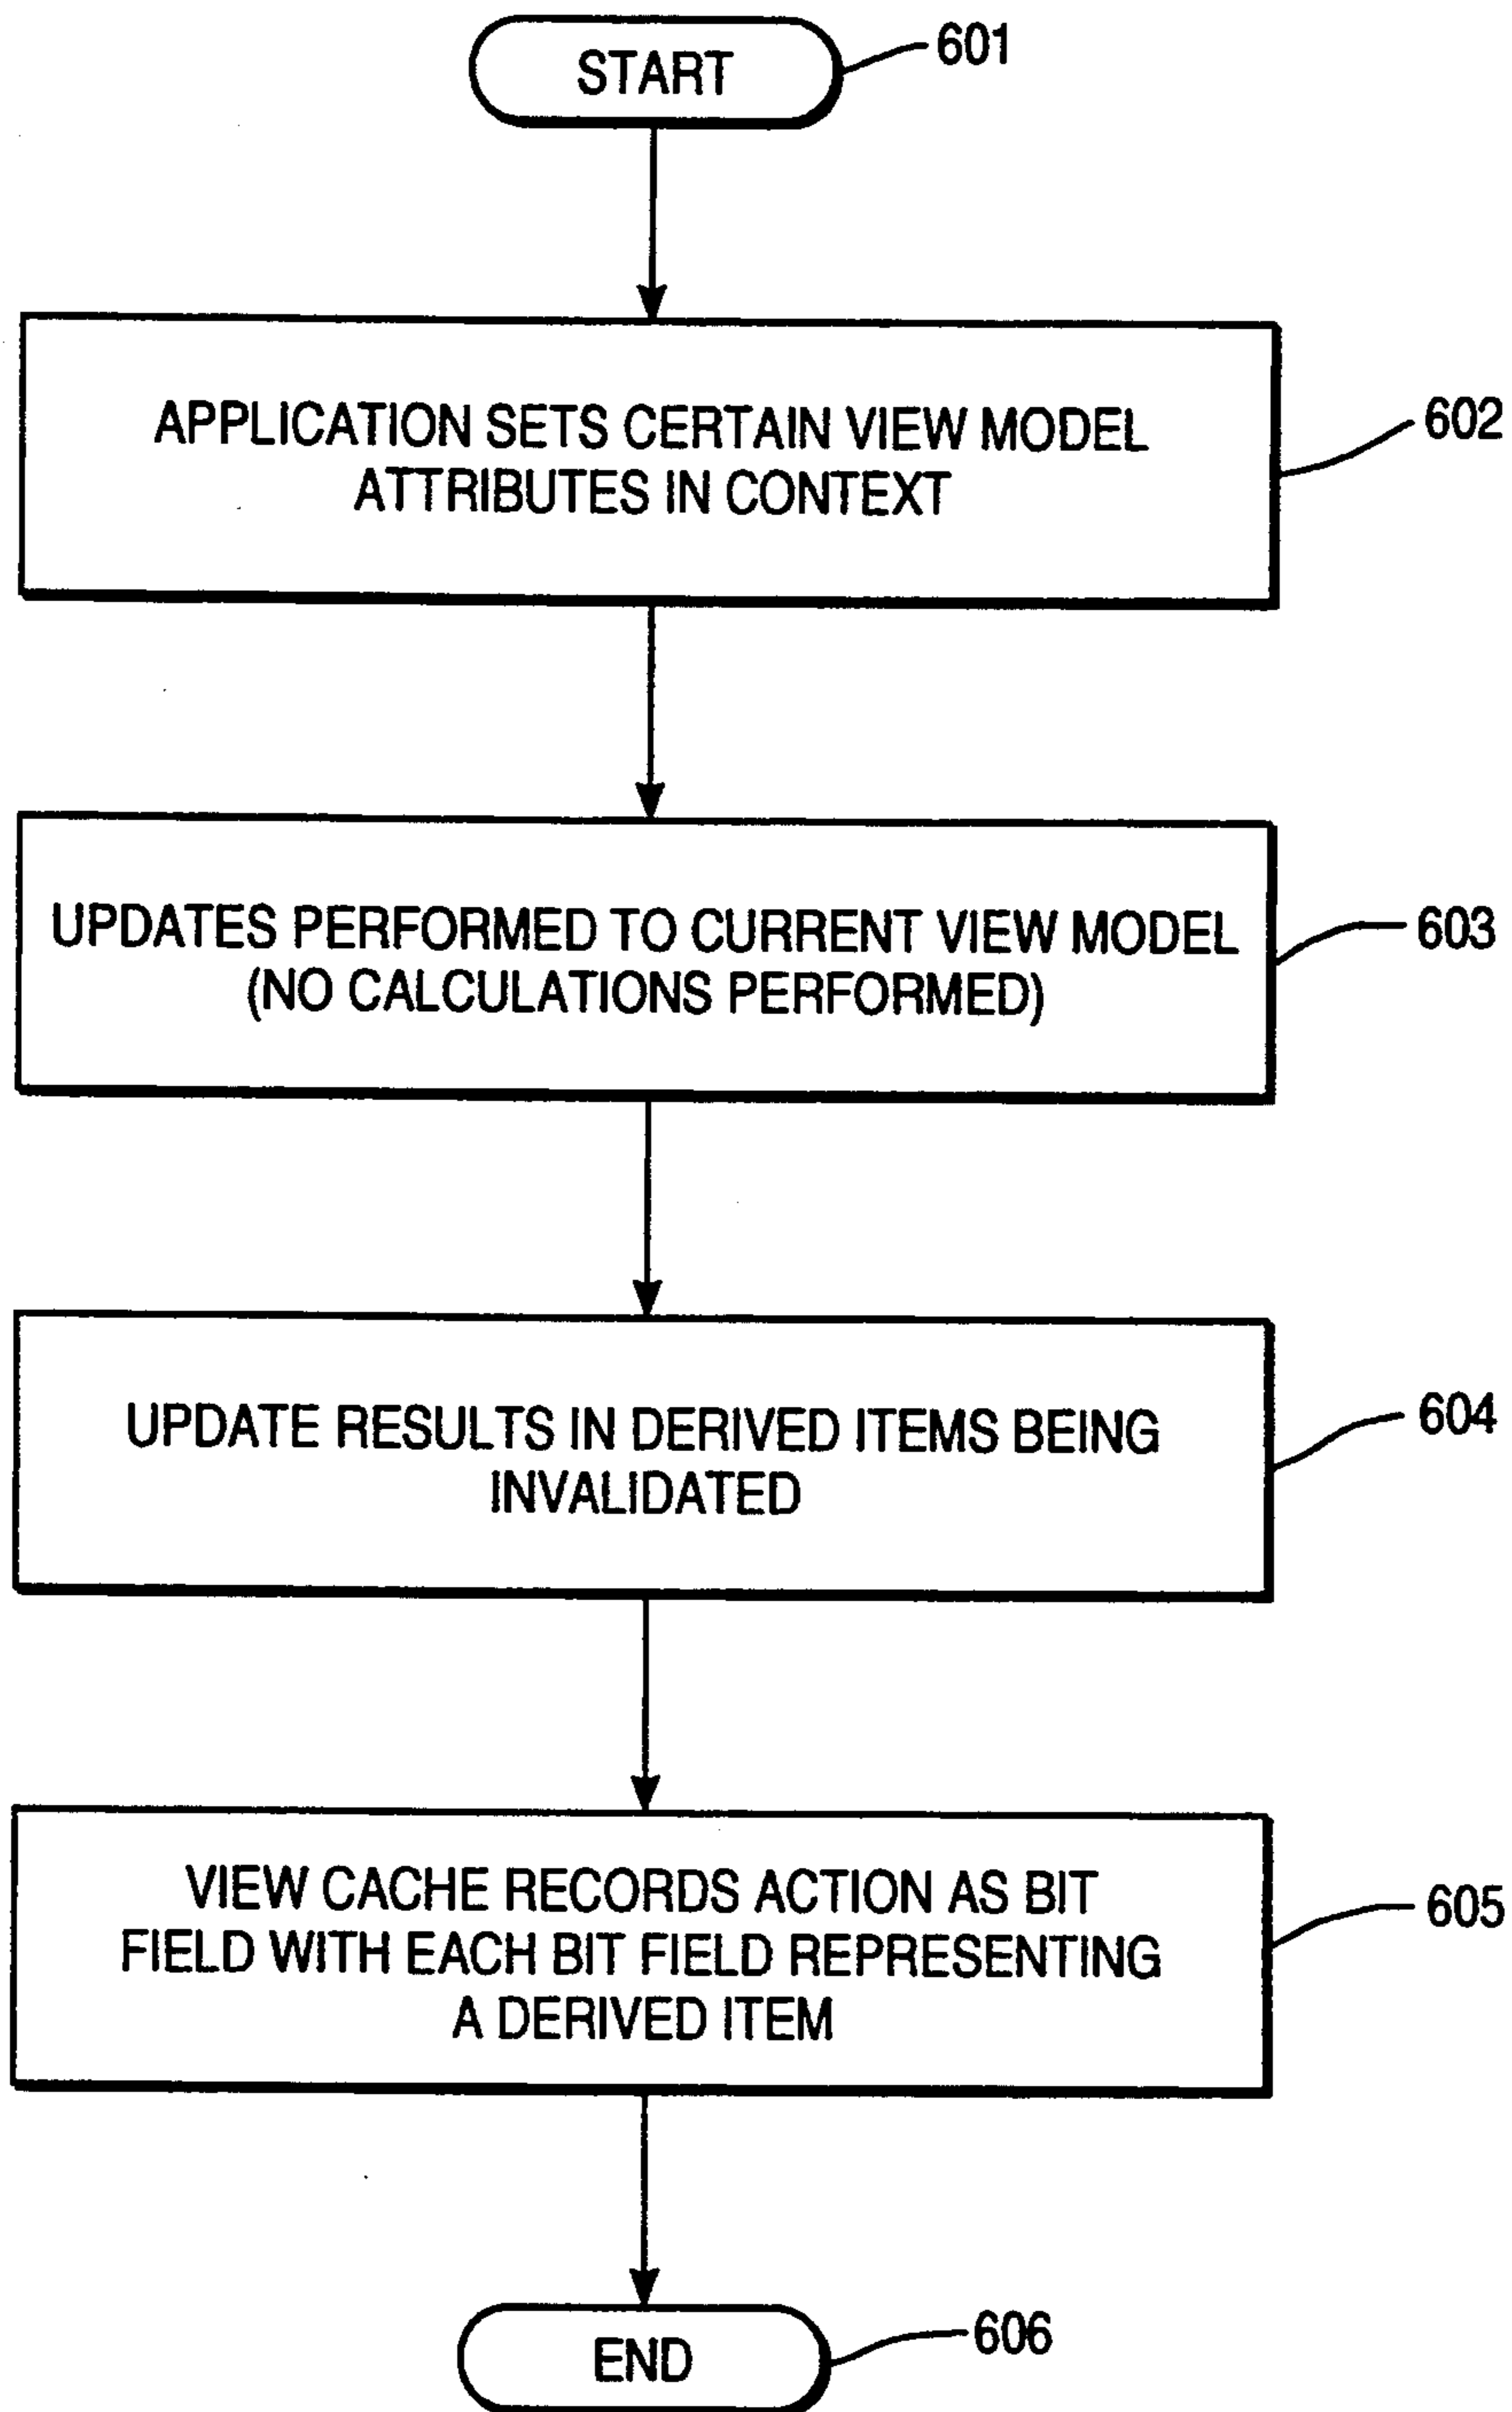 START
601
APPLICATION SETS CERTAIN VIEW MODEL
ATTRIBUTES IN CONTEXT
602
UPDATES PERFORMED TO CURRENT VIEW MODEL
(NO CALCULATIONS PERFORMED)
603
UPDATE RESULTS IN DERIVED ITEMS BEING
INVALIDATED
604
VIEW CACHE RECORDS ACTION AS BIT
FIELD WITH EACH BIT FIELD REPRESENTING
A DERIVED ITEM
605
END
606